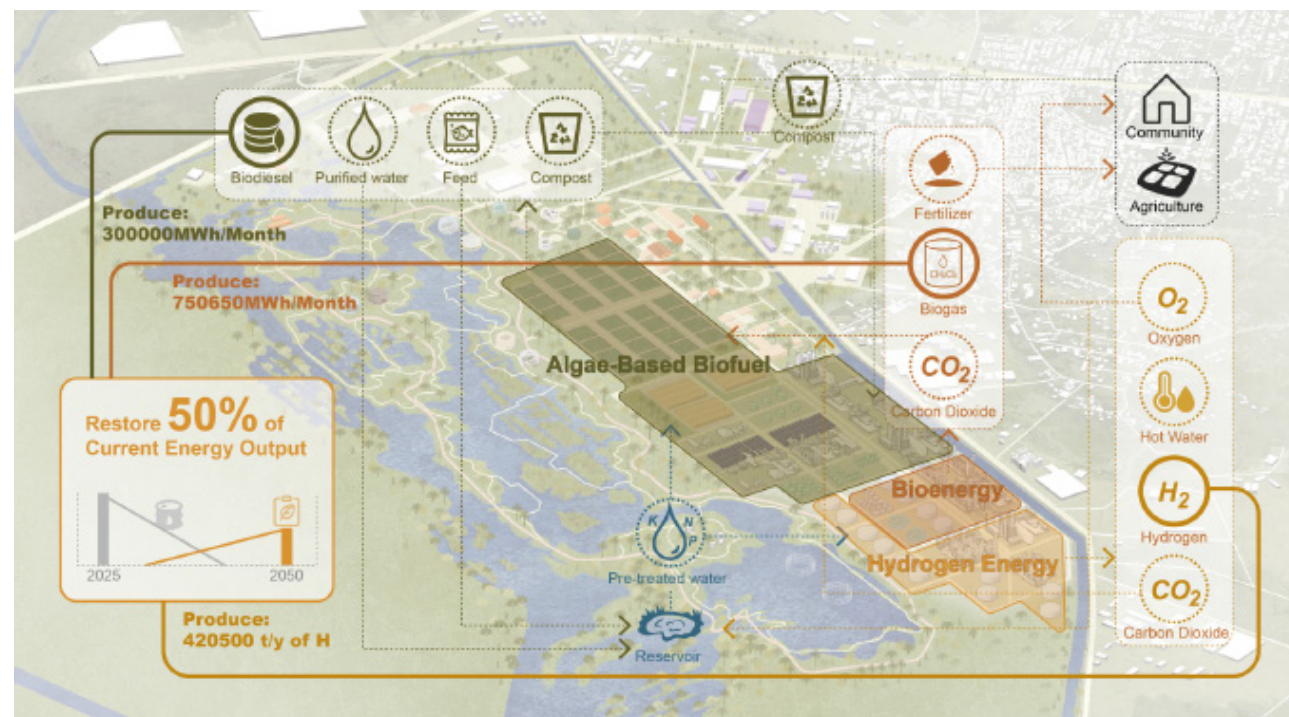 Compost
Community
Agriculture
Biodiesel
Purified water
Feed
Compost
Produce:
300000MWh/Month
Produce:
750650MWh/Month
Fertilizer
Biogas
CO2
Carbon Dioxide
O2
Oxygen
Hot Water
H2
Hydrogen
CO2
Carbon Dioxide
Algae-Based Biofuel
Bioenergy
Hydrogen Energy
K N
P
Pre-treated water
Reservoir
Restore 50% of
Current Energy Output
2025
2050
Produce:
420500 t/y of H